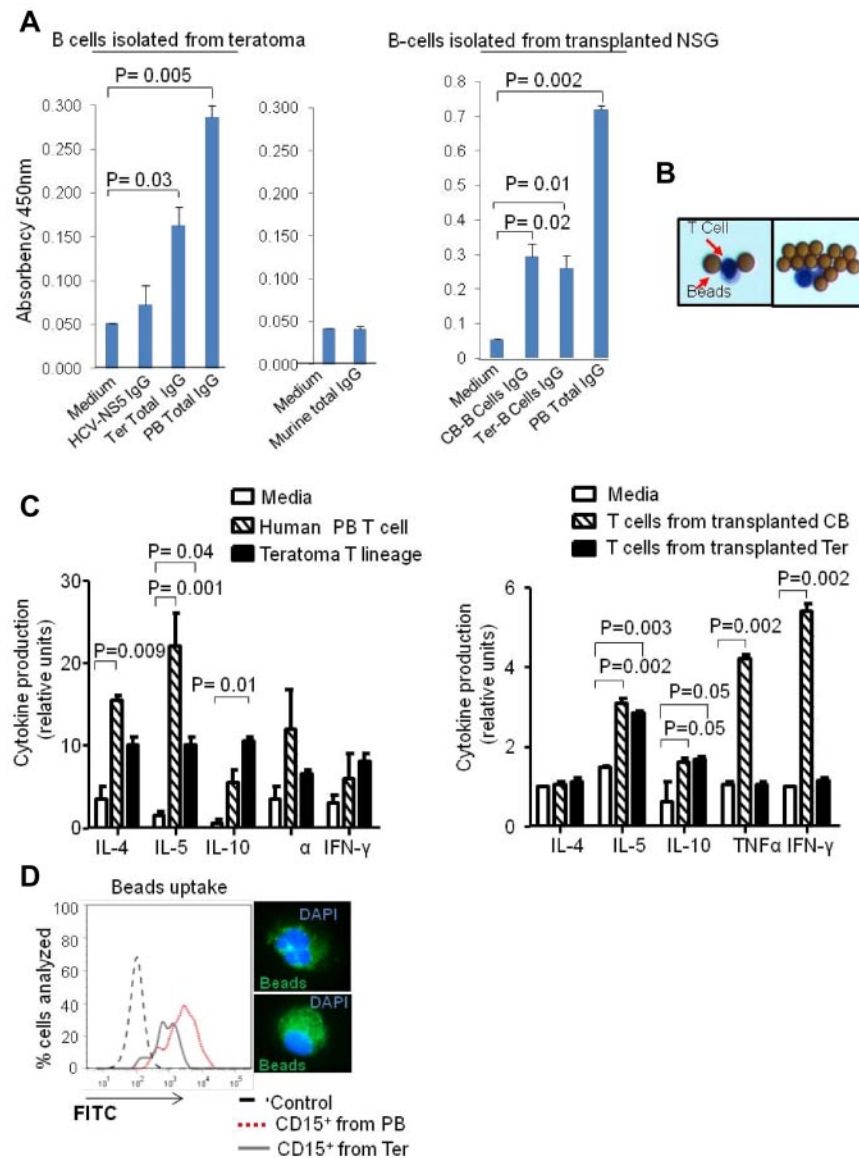 A
B cells isolated from teratoma
B-cells isolated from transplanted NSG
P= 0.005
P= 0.03
0.300
0.250
0.200
0.150
0.100
0.050
0.000
Absorbency 450nm
Medium
HCV-NS5 IgG
Ter Total IgG
PB Total IgG
0.300
0.250
0.200
0.150
0.100
0.050
0.000
Medium
Murine total IgG
P= 0.002
P= 0.01
P= 0.02
0.8
0.7
0.6
0.5
0.4
0.3
0.2
0.1
0
Medium
CB-B Cells IgG
Ter-B Cells IgG
PB Total IgG
B
T Cell
Beads
C
Media
Human PB T cell
Teratoma T lineage
P= 0.04
P= 0.001
P= 0.009
P= 0.01
30
20
10
0
Cytokine production
(relative units)
IL-4 IL-5 IL-10 α IFN-γ
Media
T cells from transplanted CB
T cells from transplanted Ter
P=0.002
P=0.003
P=0.002
P=0.002
P=0.05
P=0.05
6
4
2
0
Cytokine production
(relative units)
IL-4 IL-5 IL-10 TNFα IFN-γ
D
Beads uptake
100
80
60
40
20
0
% cells analyzed
10¹ 10² 10³ 10⁴ 10⁵
FITC
DAPI
Beads
DAPI
Beads
Control
CD15⁺ from PB
CD15⁺ from Ter